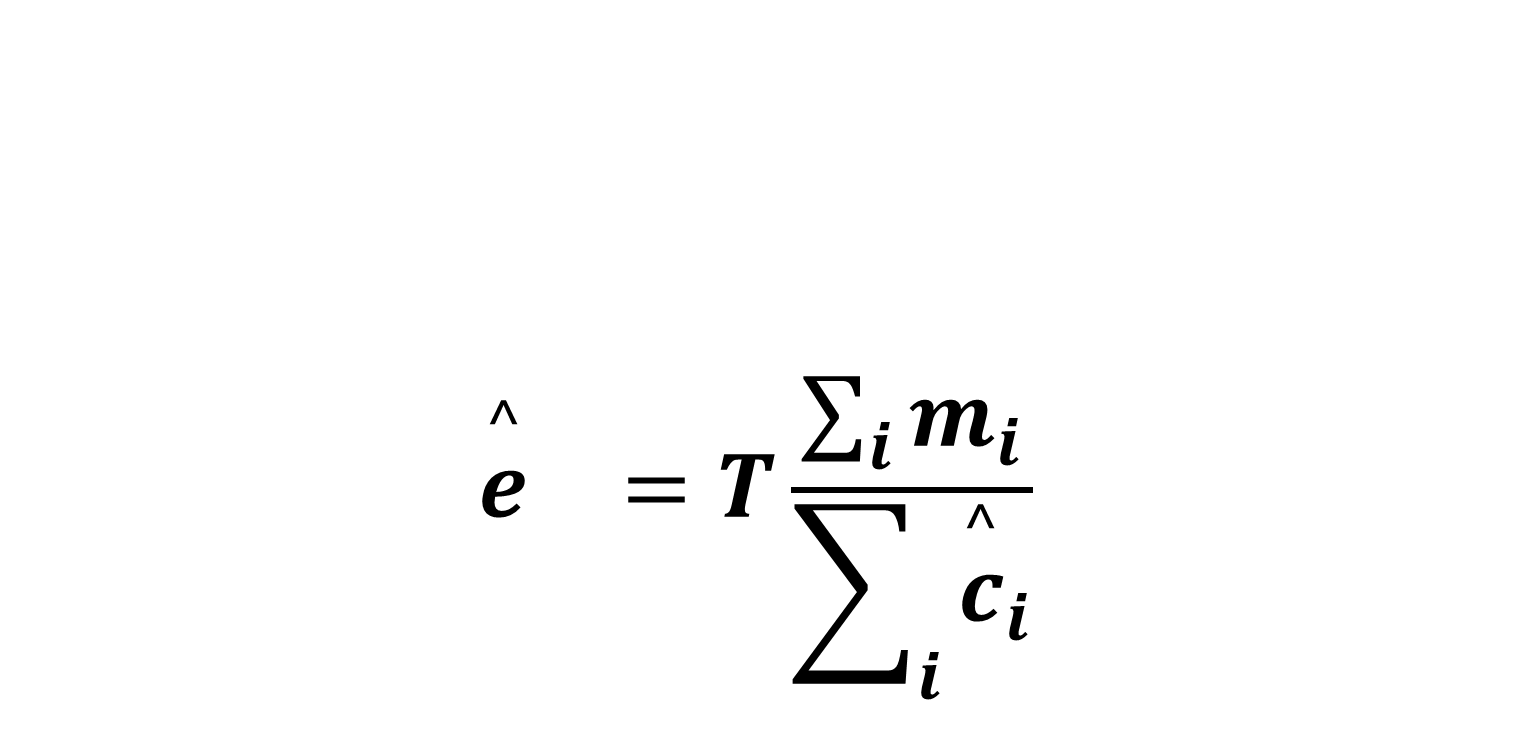 ê = T ∑ᵢ mᵢ / ∑ᵢ ĉᵢ